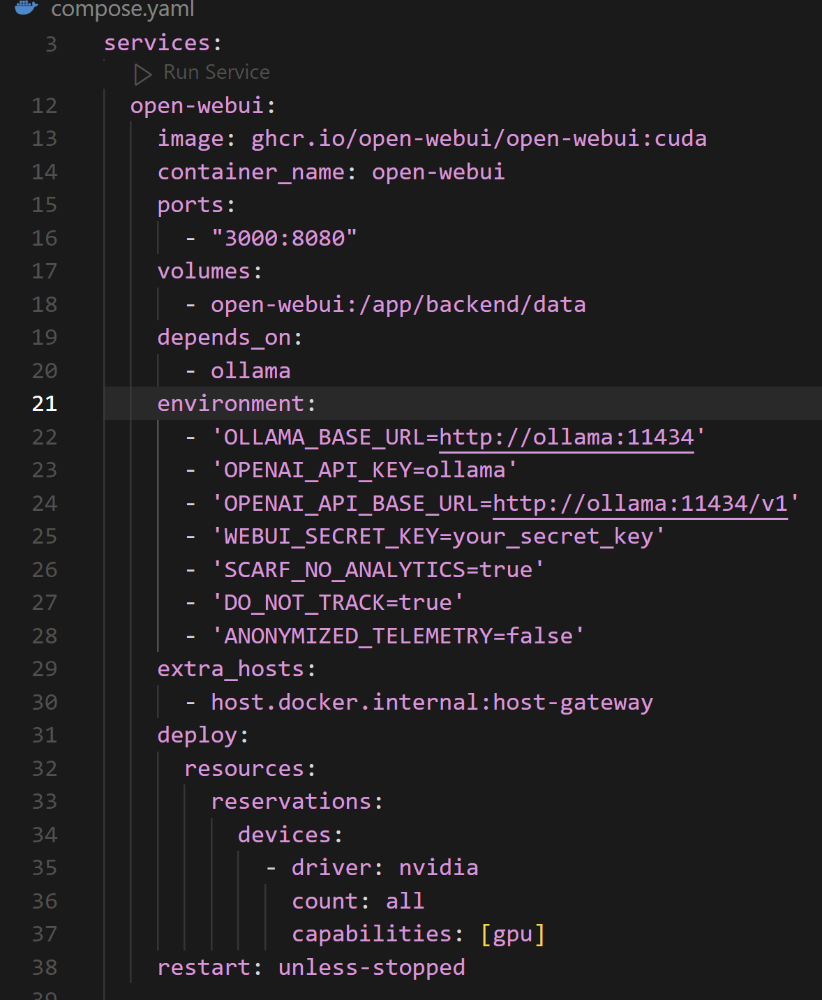 compose.yaml
3 services:
Run Service
12 open-webui:
13 image: ghcr.io/open-webui/open-webui:cuda
14 container_name: open-webui
15 ports:
16 - "3000:8080"
17 volumes:
18 - open-webui:/app/backend/data
19 depends_on:
20 - ollama
21 environment:
22 - 'OLLAMA_BASE_URL=http://ollama:11434'
23 - 'OPENAI_API_KEY=ollama'
24 - 'OPENAI_API_BASE_URL=http://ollama:11434/v1'
25 - 'WEBUI_SECRET_KEY=your_secret_key'
26 - 'SCARF_NO_ANALYTICS=true'
27 - 'DO_NOT_TRACK=true'
28 - 'ANONYMIZED_TELEMETRY=false'
29 extra_hosts:
30 - host.docker.internal:host-gateway
31 deploy:
32 resources:
33 reservations:
34 devices:
35 - driver: nvidia
36 count: all
37 capabilities: [gpu]
38 restart: unless-stopped
39